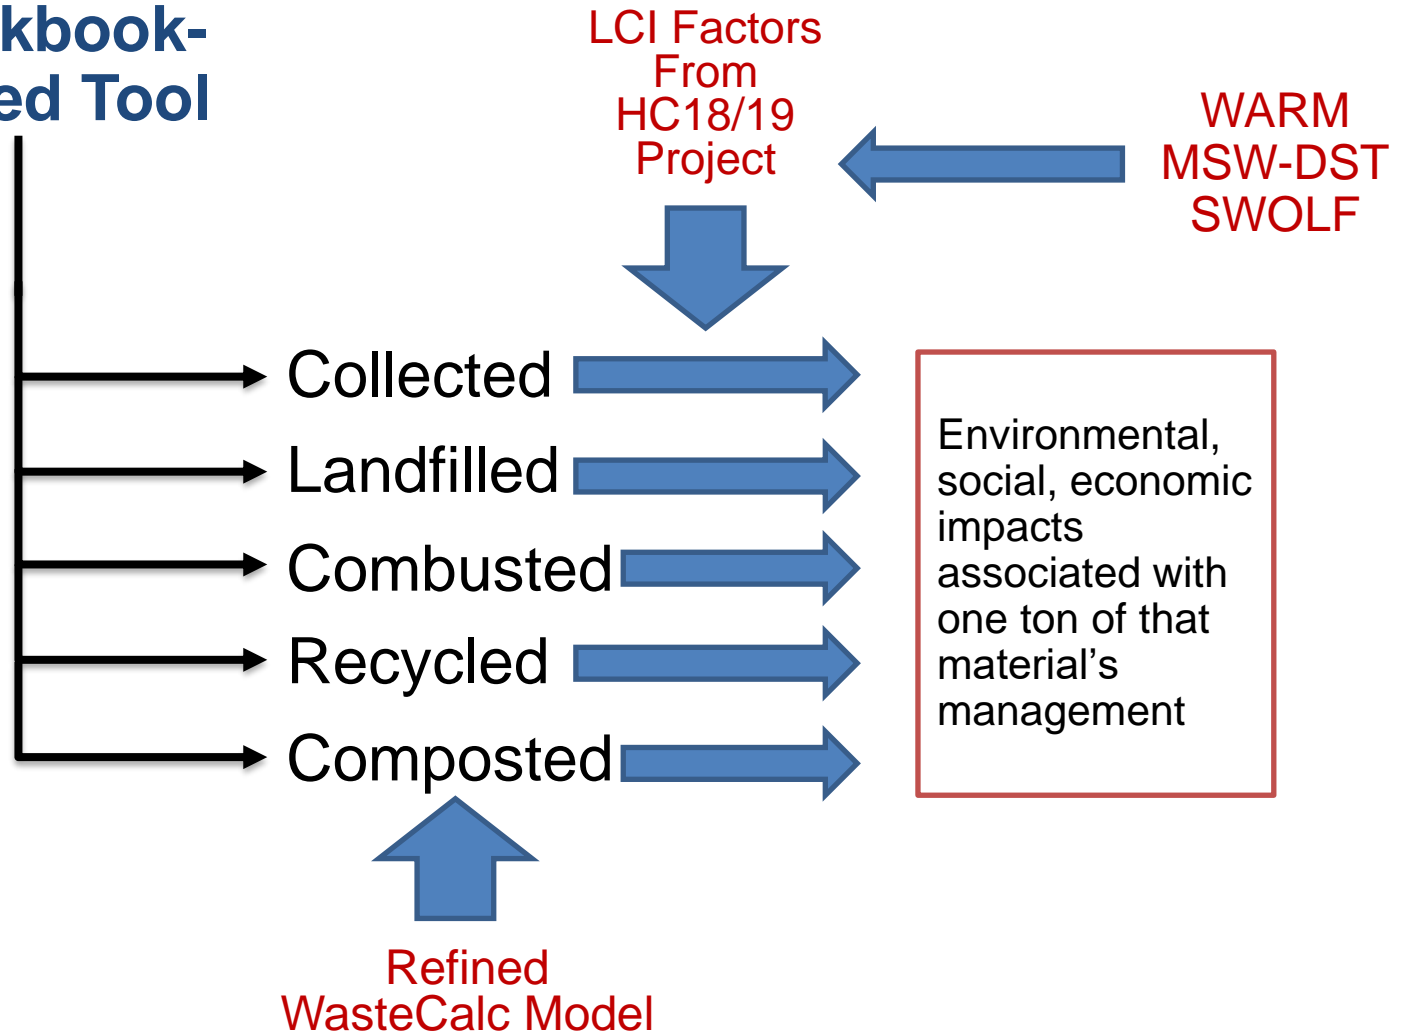 kbook-
ed Tool
LCI Factors
From
HC18/19
Project
WARM
MSW-DST
SWOLF
Collected
Landfilled
Combusted
Recycled
Composted
Environmental,
social, economic
impacts
associated with
one ton of that
material’s
management
Refined
WasteCalc Model